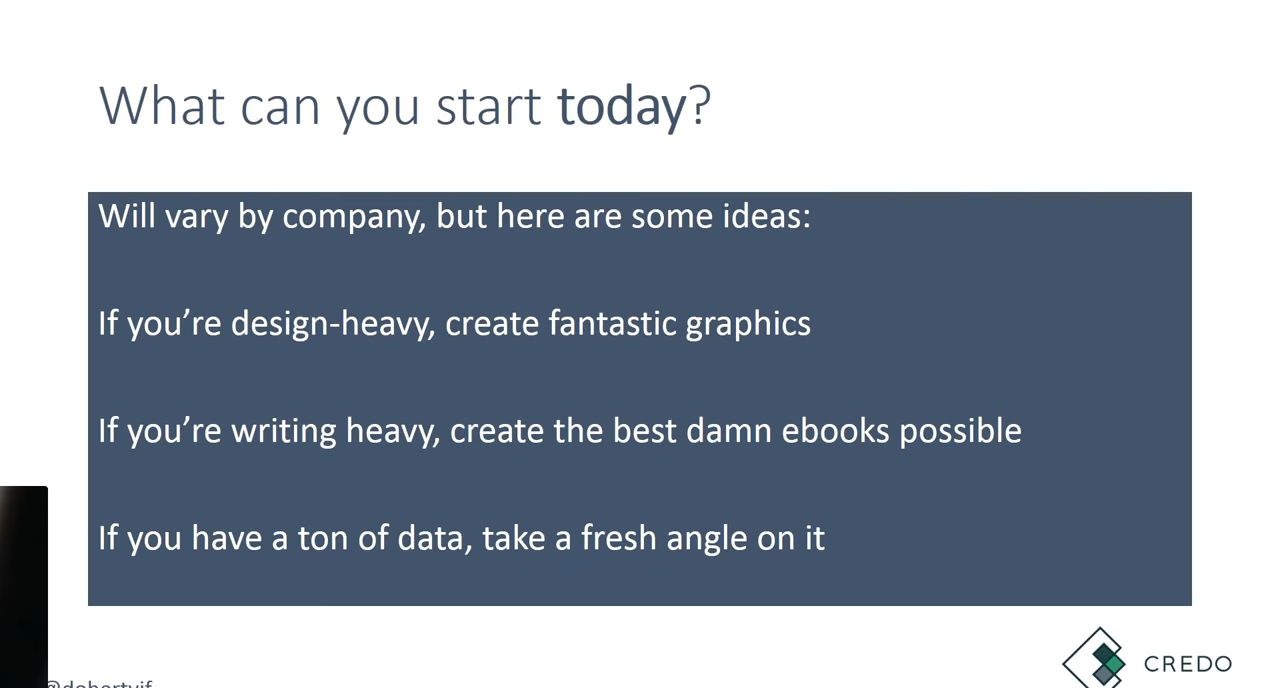 What can you start today?
Will vary by company, but here are some ideas:
If you’re design-heavy, create fantastic graphics
If you’re writing heavy, create the best damn ebooks possible
If you have a ton of data, take a fresh angle on it
CREDO